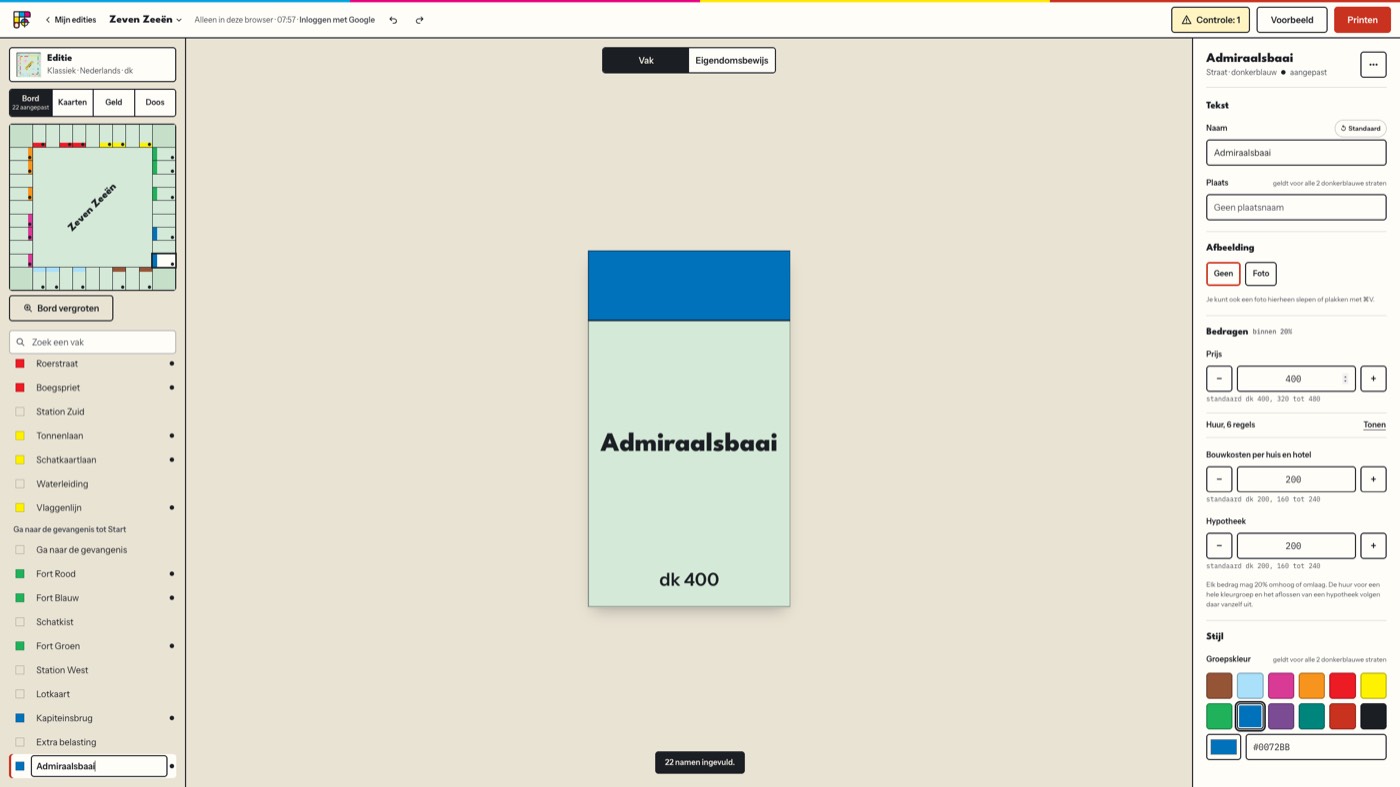 Mijn edities
Zeven Zeeën
Alleen in deze browser · 07:57 · Inloggen met Google
Controle: 1
Voorbeeld
Printen
Editie
Klassiek · Nederlands · dk
Bord
22 aangepast
Kaarten
Geld
Doos
Zeven Zeeën
Bord vergroten
Zoek een vak
Roerstraat
Boegspriet
Station Zuid
Tonnenlaan
Schatkaartlaan
Waterleiding
Vlaggenlijn
Ga naar de gevangenis tot Start
Ga naar de gevangenis
Fort Rood
Fort Blauw
Schatkist
Fort Groen
Station West
Lotkaart
Kapiteinsbrug
Extra belasting
Admiraalsbaai
Vak
Eigendomsbewijs
Admiraalsbaai
dk 400
22 namen ingevuld.
Admiraalsbaai
Straat · donkerblauw ● aangepast
Tekst
Naam
Standaard
Admiraalsbaai
Plaats
geldt voor alle 2 donkerblauwe straten
Geen plaatsnaam
Afbeelding
Geen
Foto
Je kunt ook een foto hierheen slepen of plakken met ⌘V.
Bedragen binnen 20%
Prijs
400
standaard dk 400, 320 tot 480
Huur, 6 regels
Tonen
Bouwkosten per huis en hotel
200
standaard dk 200, 160 tot 240
Hypotheek
200
standaard dk 200, 160 tot 240
Elk bedrag mag 20% omhoog of omlaag. De huur voor een
hele kleurgroep en het aflossen van een hypotheek volgen
daar vanzelf uit.
Stijl
Groepskleur
geldt voor alle 2 donkerblauwe straten
#0072BB